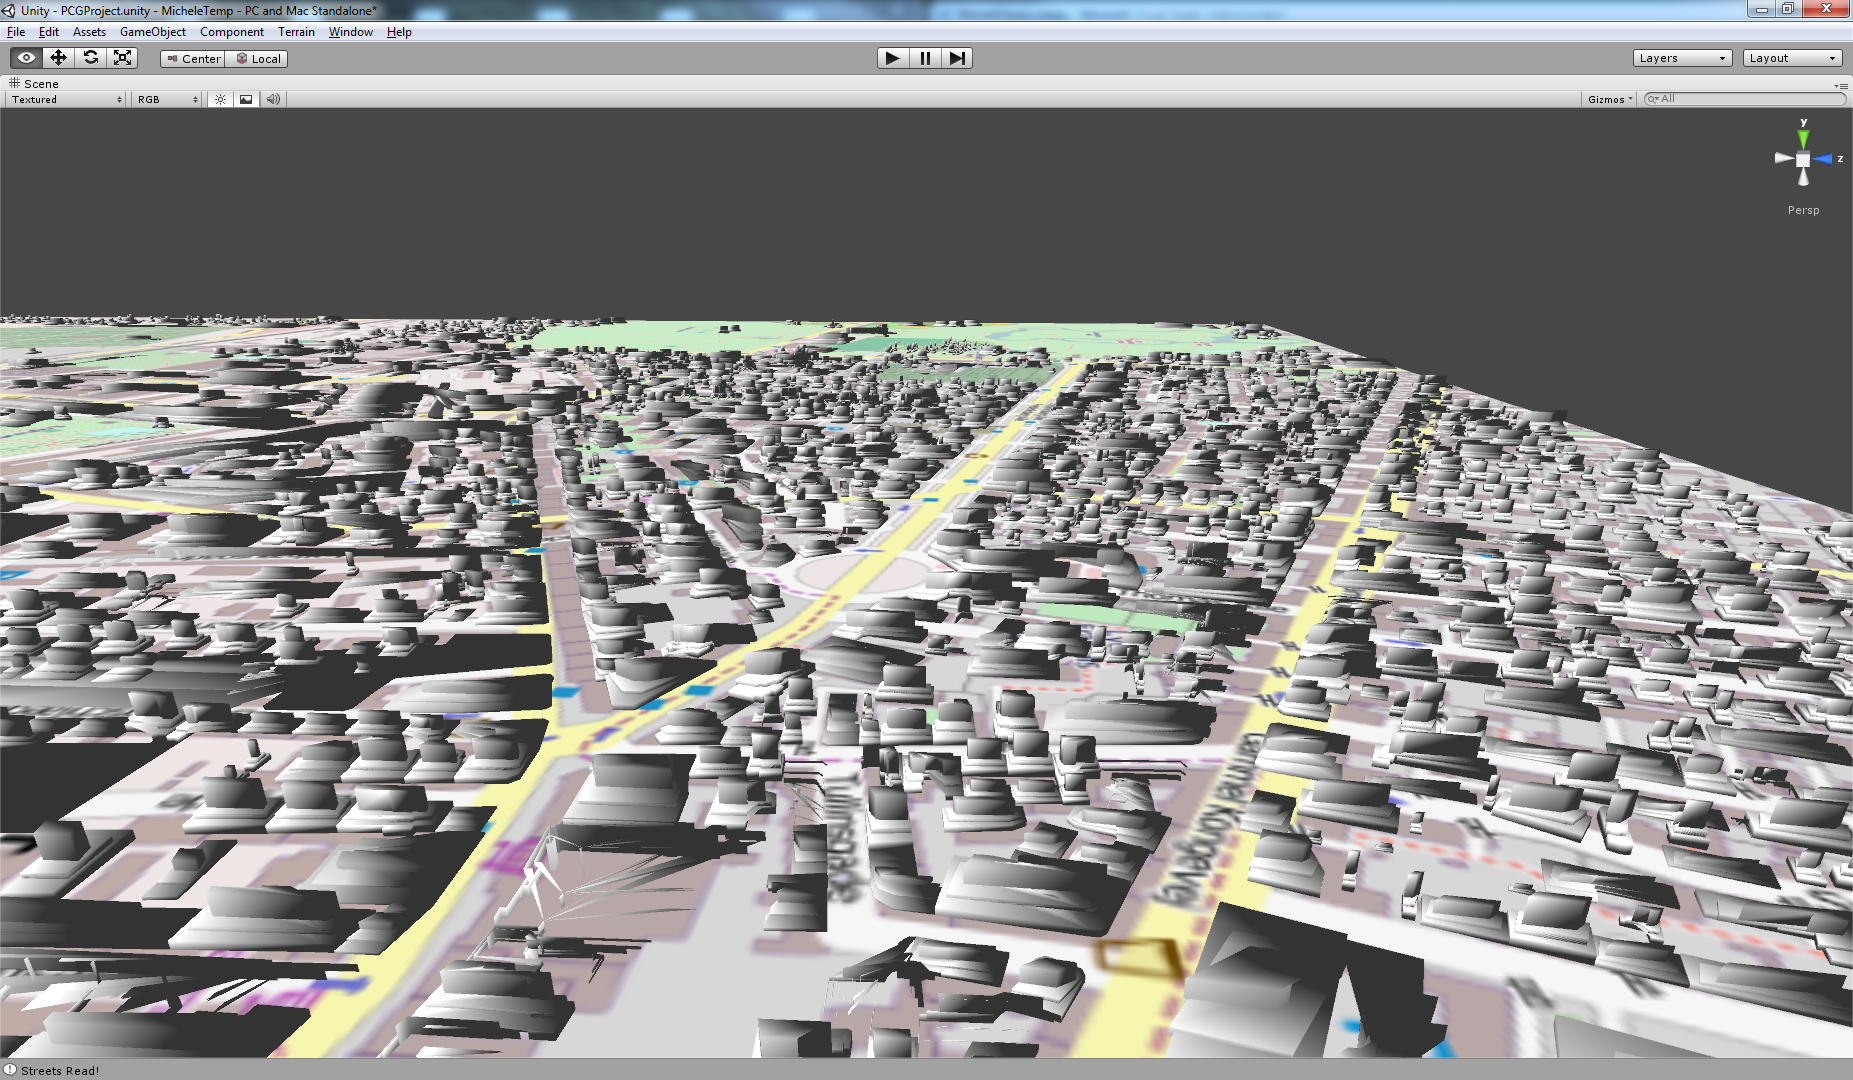 Unity - PCGProject.unity - MicheleTemp - PC and Mac Standalone*
File Edit Assets GameObject Component Terrain Window Help
Center Local Layers Layout
Scene
Textured RGB Gizmos All
y
z
Persp
Streets Read!